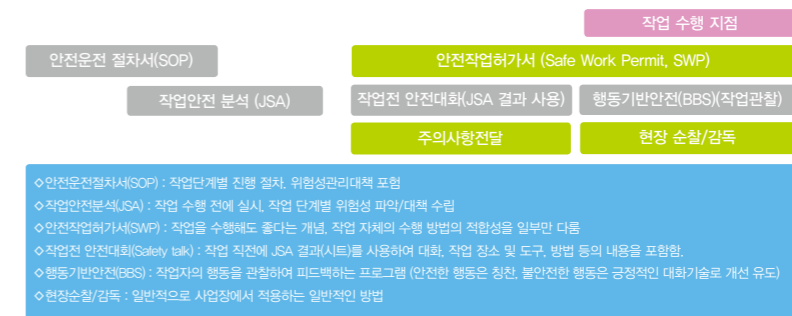 작업 수행 지점
안전운전 절차서(SOP)
안전작업허가서 (Safe Work Permit, SWP)
작업안전 분석 (JSA)
작업전 안전대화(JSA 결과 사용)
행동기반안전(BBS)(작업관찰)
주의사항전달
현장 순찰/감독
◇안전운전절차서(SOP) : 작업단계별 진행 절차, 위험성관리대책 포함
◇작업안전분석(JSA) : 작업 수행 전에 실시, 작업 단계별 위험성 파악/대책 수립
◇안전작업허가서(SWP) : 작업을 수행해도 좋다는 개념, 작업 자체의 수행 방법의 적합성을 일부만 다룸
◇작업전 안전대회(Safety talk) : 작업 직전에 JSA 결과(시트)를 사용하여 대화, 작업 장소 및 도구, 방법 등의 내용을 포함함.
◇행동기반안전(BBS) : 작업자의 행동을 관찰하여 피드백하는 프로그램 (안전한 행동은 칭찬, 불안전한 행동은 긍정적인 대화기술로 개선 유도)
◇현장순찰/감독 : 일반적으로 사업장에서 적용하는 일반적인 방법